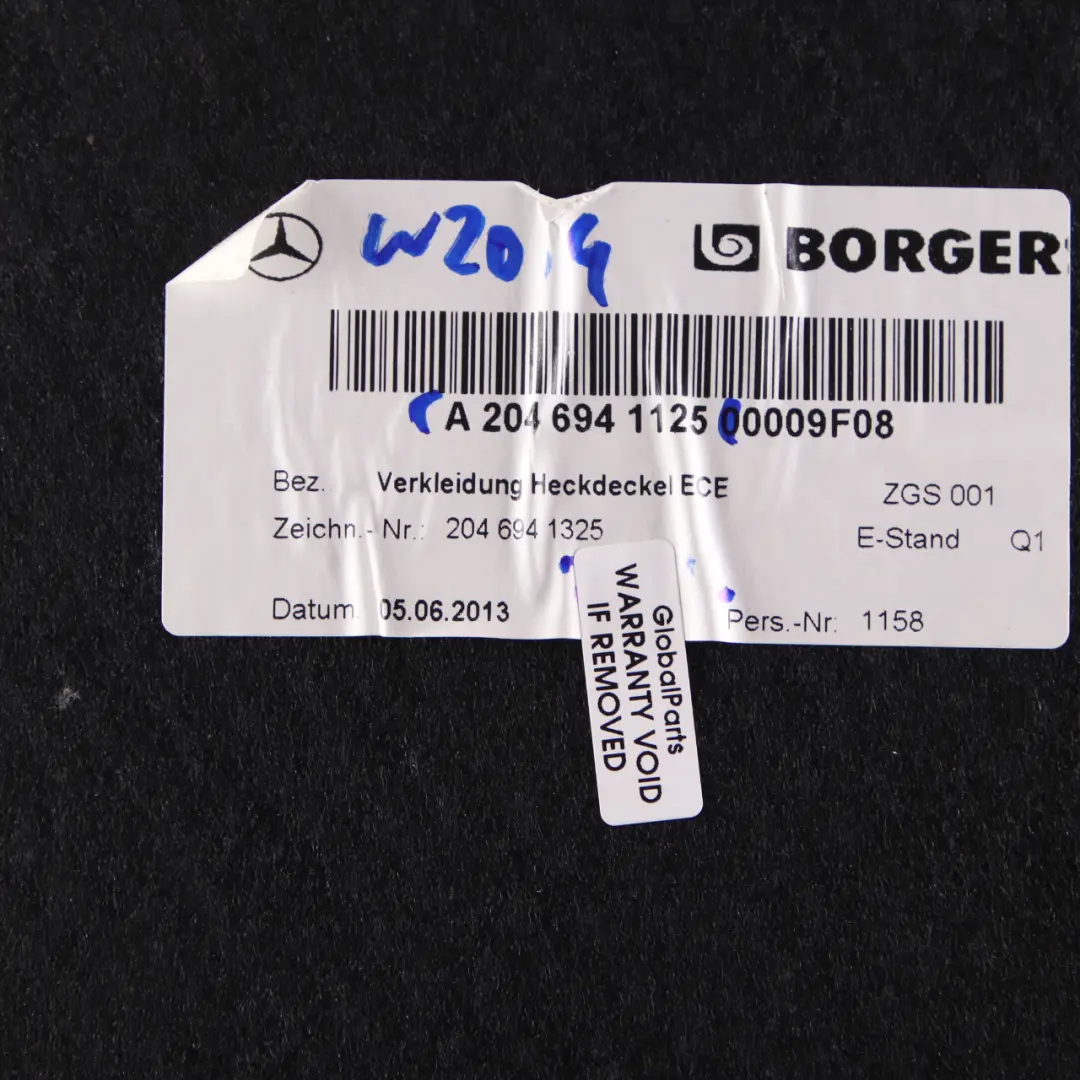 W204
BORGER
A 204 694 1125 00009F08
Bez. Verkleidung Heckdeckel ECE
ZGS 001
Zeichn.- Nr.: 204 694 1325
E-Stand Q1
Datum 05.06.2013
Pers.-Nr: 1158
GlobalParts
WARRANTY VOID
IF REMOVED